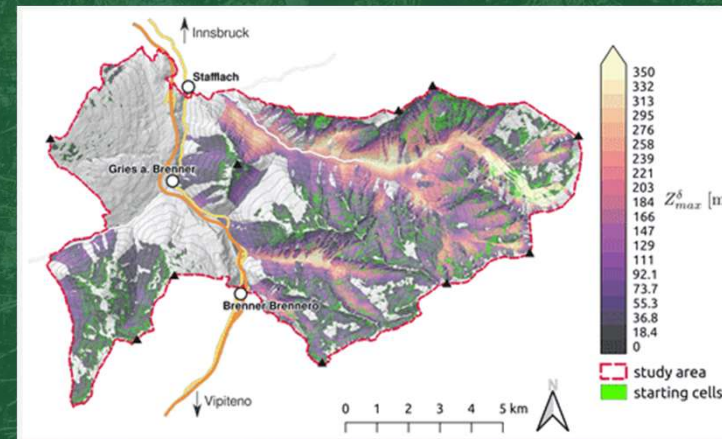 Innsbruck
Stafflach
Gries a. Brenner
Brenner Brennero
Vipiteno
350
332
313
295
276
258
239
221
203
184
166
147
129
111
92.1
73.7
55.3
36.8
18.4
0
Z^δ_max [m
study area
starting cells
N
0 1 2 3 4 5 km